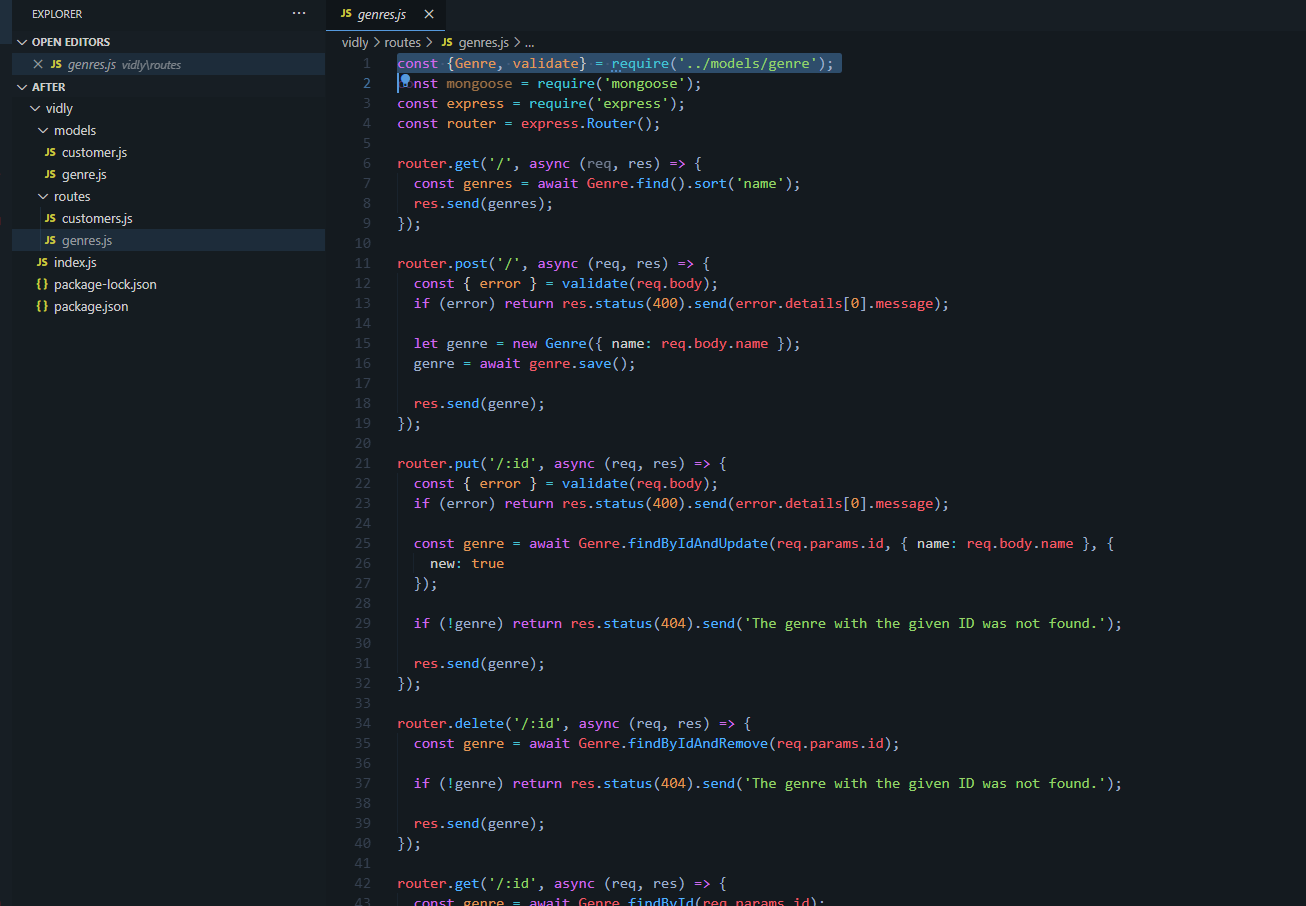 EXPLORER
...
OPEN EDITORS
JS genres.js vidly\routes
AFTER
vidly
models
JS customer.js
JS genre.js
routes
JS customers.js
JS genres.js
JS index.js
{} package-lock.json
{} package.json
JS genres.js
vidly > routes > JS genres.js > ...
1 const {Genre, validate} = require('../models/genre');
2 nst mongoose = require('mongoose');
3 const express = require('express');
4 const router = express.Router();
5
6 router.get('/', async (req, res) => {
7   const genres = await Genre.find().sort('name');
8   res.send(genres);
9 });
10
11 router.post('/', async (req, res) => {
12   const { error } = validate(req.body);
13   if (error) return res.status(400).send(error.details[0].message);
14
15   let genre = new Genre({ name: req.body.name });
16   genre = await genre.save();
17
18   res.send(genre);
19 });
20
21 router.put('/:id', async (req, res) => {
22   const { error } = validate(req.body);
23   if (error) return res.status(400).send(error.details[0].message);
24
25   const genre = await Genre.findByIdAndUpdate(req.params.id, { name: req.body.name }, {
26     new: true
27   });
28
29   if (!genre) return res.status(404).send('The genre with the given ID was not found.');
30
31   res.send(genre);
32 });
33
34 router.delete('/:id', async (req, res) => {
35   const genre = await Genre.findByIdAndRemove(req.params.id);
36
37   if (!genre) return res.status(404).send('The genre with the given ID was not found.');
38
39   res.send(genre);
40 });
41
42 router.get('/:id', async (req, res) => {
43   const genre = await Genre.findById(req.params.id);